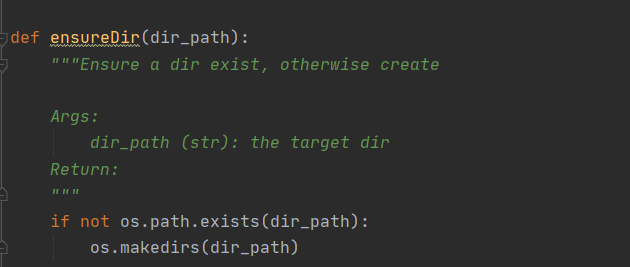 def ensureDir(dir_path):
"""Ensure a dir exist, otherwise create
Args:
dir_path (str): the target dir
Return:
"""
if not os.path.exists(dir_path):
os.makedirs(dir_path)